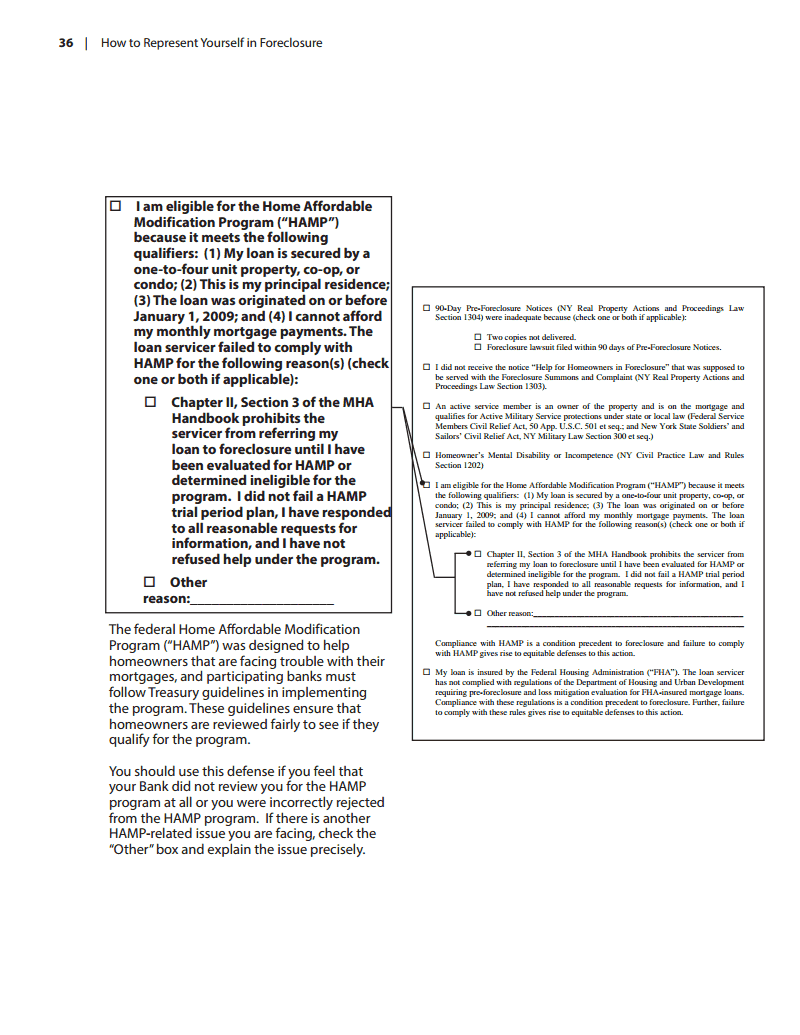 36 | How to Represent Yourself in Foreclosure
☐ I am eligible for the Home Affordable
Modification Program (“HAMP”)
because it meets the following
qualifiers: (1) My loan is secured by a
one-to-four unit property, co-op, or
condo; (2) This is my principal residence;
(3) The loan was originated on or before
January 1, 2009; and (4) I cannot afford
my monthly mortgage payments. The
loan servicer failed to comply with
HAMP for the following reason(s) (check
one or both if applicable):
☐ Chapter II, Section 3 of the MHA
Handbook prohibits the
servicer from referring my
loan to foreclosure until I have
been evaluated for HAMP or
determined ineligible for the
program. I did not fail a HAMP
trial period plan, I have responded
to all reasonable requests for
information, and I have not
refused help under the program.
☐ Other
reason:______________________
The federal Home Affordable Modification
Program (“HAMP”) was designed to help
homeowners that are facing trouble with their
mortgages, and participating banks must
follow Treasury guidelines in implementing
the program. These guidelines ensure that
homeowners are reviewed fairly to see if they
qualify for the program.
You should use this defense if you feel that
your Bank did not review you for the HAMP
program at all or you were incorrectly rejected
from the HAMP program. If there is another
HAMP-related issue you are facing, check the
“Other” box and explain the issue precisely.
☐ 90-Day Pre-Foreclosure Notices (NY Real Property Actions and Proceedings Law
Section 1304) were inadequate because (check one or both if applicable):
☐ Two copies not delivered.
☐ Foreclosure lawsuit filed within 90 days of Pre-Foreclosure Notices.
☐ I did not receive the notice “Help for Homeowners in Foreclosure” that was supposed to
be served with the Foreclosure Summons and Complaint (NY Real Property Actions and
Proceedings Law Section 1303).
☐ An active service member is an owner of the property and is on the mortgage and
qualifies for Active Military Service protections under state or local law (Federal Service
Members Civil Relief Act, 50 App. U.S.C. 501 et seq.; and New York State Soldiers’ and
Sailors’ Civil Relief Act, NY Military Law Section 300 et seq.)
☐ Homeowner’s Mental Disability or Incompetence (NY Civil Practice Law and Rules
Section 1202)
☐ I am eligible for the Home Affordable Modification Program (“HAMP”) because it meets
the following qualifiers: (1) My loan is secured by a one-to-four unit property, co-op, or
condo; (2) This is my principal residence; (3) The loan was originated on or before
January 1, 2009; and (4) I cannot afford my monthly mortgage payments. The loan
servicer failed to comply with HAMP for the following reason(s) (check one or both if
applicable):
☐ Chapter II, Section 3 of the MHA Handbook prohibits the servicer from
referring my loan to foreclosure until I have been evaluated for HAMP or
determined ineligible for the program. I did not fail a HAMP trial period
plan, I have responded to all reasonable requests for information, and I
have not refused help under the program.
☐ Other reason:______________________
______________________
Compliance with HAMP is a condition precedent to foreclosure and failure to comply
with HAMP gives rise to equitable defenses to this action.
☐ My loan is insured by the Federal Housing Administration (“FHA”). The loan servicer
has not complied with regulations of the Department of Housing and Urban Development
requiring pre-foreclosure and loss mitigation evaluation for FHA-insured mortgage loans.
Compliance with these regulations is a condition precedent to foreclosure. Further, failure
to comply with these rules gives rise to equitable defenses to this action.